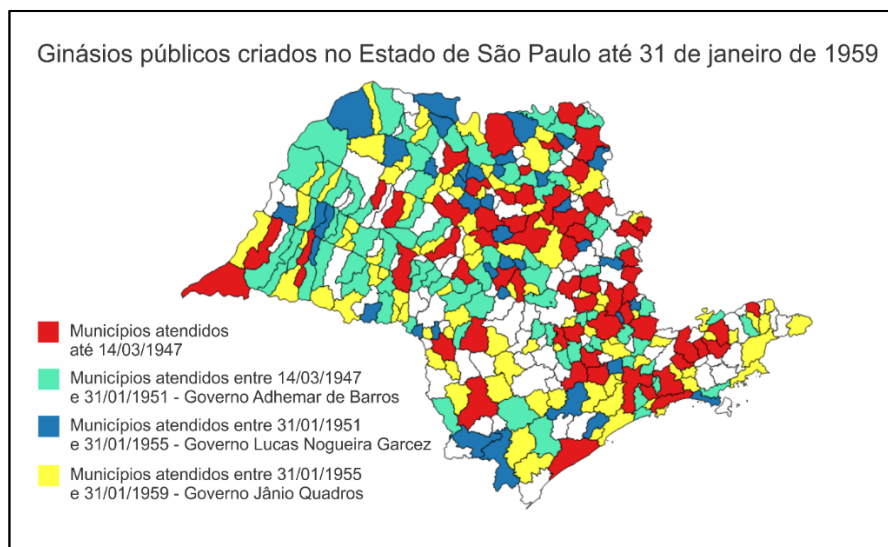 Ginásios públicos criados no Estado de São Paulo até 31 de janeiro de 1959
Municípios atendidos
até 14/03/1947
Municípios atendidos entre 14/03/1947
e 31/01/1951 - Governo Adhemar de Barros
Municípios atendidos entre 31/01/1951
e 31/01/1955 - Governo Lucas Nogueira Garcez
Municípios atendidos entre 31/01/1955
e 31/01/1959 - Governo Jânio Quadros